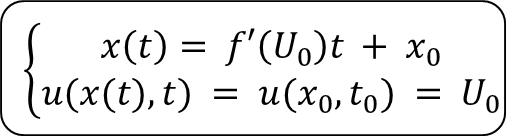 x(t) = f′(U₀)t + x₀
u(x(t), t) = u(x₀, t₀) = U₀